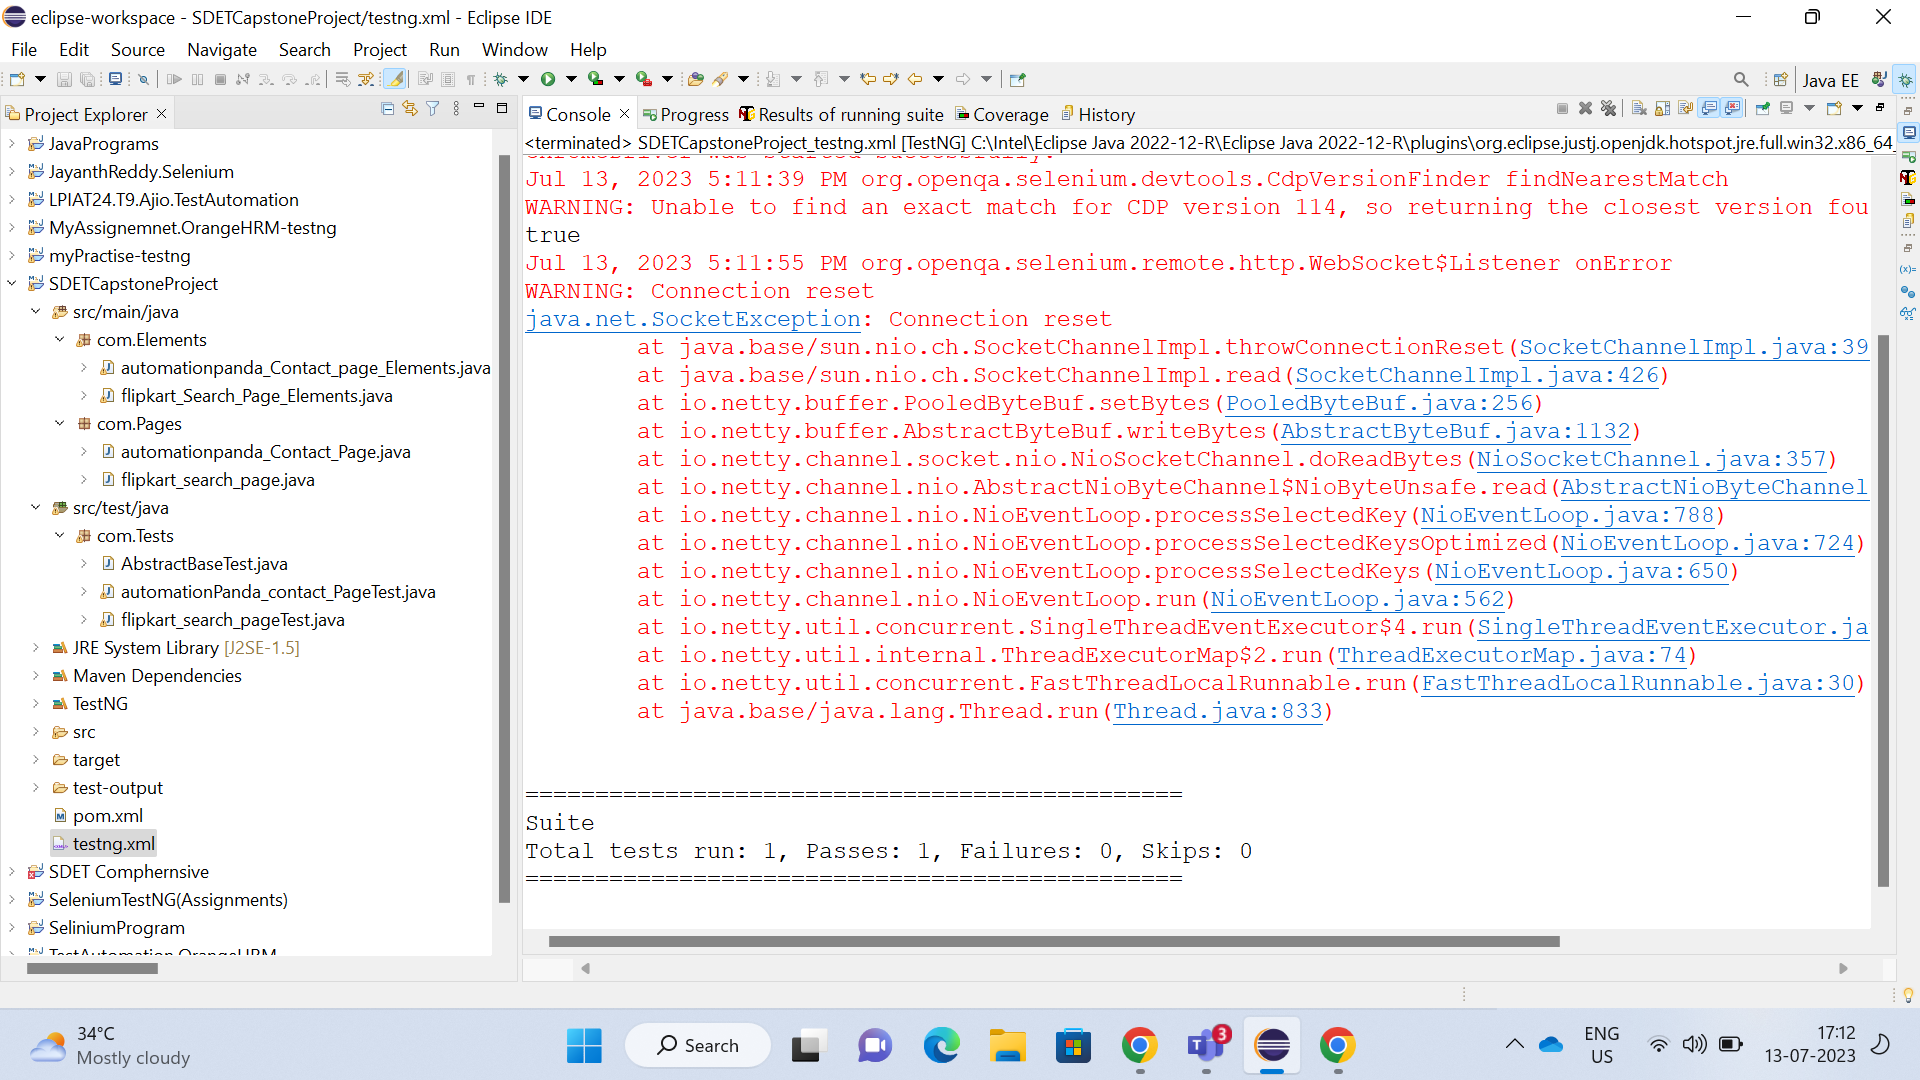 eclipse-workspace - SDETCapstoneProject/testng.xml - Eclipse IDE
File Edit Source Navigate Search Project Run Window Help
Java EE
Project Explorer
JavaPrograms
JayanthReddy.Selenium
LPIAT24.T9.Ajio.TestAutomation
MyAssignemnet.OrangeHRM-testng
myPractise-testng
SDETCapstoneProject
src/main/java
com.Elements
automationpanda_Contact_page_Elements.java
flipkart_Search_Page_Elements.java
com.Pages
automationpanda_Contact_Page.java
flipkart_search_page.java
src/test/java
com.Tests
AbstractBaseTest.java
automationPanda_contact_PageTest.java
flipkart_search_pageTest.java
JRE System Library [J2SE-1.5]
Maven Dependencies
TestNG
src
target
test-output
pom.xml
testng.xml
SDET Comphernsive
SeleniumTestNG(Assignments)
SeliniumProgram
TestAutomation.OrangeHRM
Console Progress Results of running suite Coverage History
<terminated> SDETCapstoneProject_testng.xml [TestNG] C:\Intel\Eclipse Java 2022-12-R\Eclipse Java 2022-12-R\plugins\org.eclipse.justj.openjdk.hotspot.jre.full.win32.x86_64
Jul 13, 2023 5:11:39 PM org.openqa.selenium.devtools.CdpVersionFinder findNearestMatch
WARNING: Unable to find an exact match for CDP version 114, so returning the closest version fou
true
Jul 13, 2023 5:11:55 PM org.openqa.selenium.remote.http.WebSocket$Listener onError
WARNING: Connection reset
java.net.SocketException: Connection reset
at java.base/sun.nio.ch.SocketChannelImpl.throwConnectionReset(SocketChannelImpl.java:39
at java.base/sun.nio.ch.SocketChannelImpl.read(SocketChannelImpl.java:426)
at io.netty.buffer.PooledByteBuf.setBytes(PooledByteBuf.java:256)
at io.netty.buffer.AbstractByteBuf.writeBytes(AbstractByteBuf.java:1132)
at io.netty.channel.socket.nio.NioSocketChannel.doReadBytes(NioSocketChannel.java:357)
at io.netty.channel.nio.AbstractNioByteChannel$NioByteUnsafe.read(AbstractNioByteChannel
at io.netty.channel.nio.NioEventLoop.processSelectedKey(NioEventLoop.java:788)
at io.netty.channel.nio.NioEventLoop.processSelectedKeysOptimized(NioEventLoop.java:724)
at io.netty.channel.nio.NioEventLoop.processSelectedKeys(NioEventLoop.java:650)
at io.netty.channel.nio.NioEventLoop.run(NioEventLoop.java:562)
at io.netty.util.concurrent.SingleThreadEventExecutor$4.run(SingleThreadEventExecutor.ja
at io.netty.util.internal.ThreadExecutorMap$2.run(ThreadExecutorMap.java:74)
at io.netty.util.concurrent.FastThreadLocalRunnable.run(FastThreadLocalRunnable.java:30)
at java.base/java.lang.Thread.run(Thread.java:833)
===============================================
Suite
Total tests run: 1, Passes: 1, Failures: 0, Skips: 0
===============================================
34°C
Mostly cloudy
Search
3
ENG
US
17:12
13-07-2023